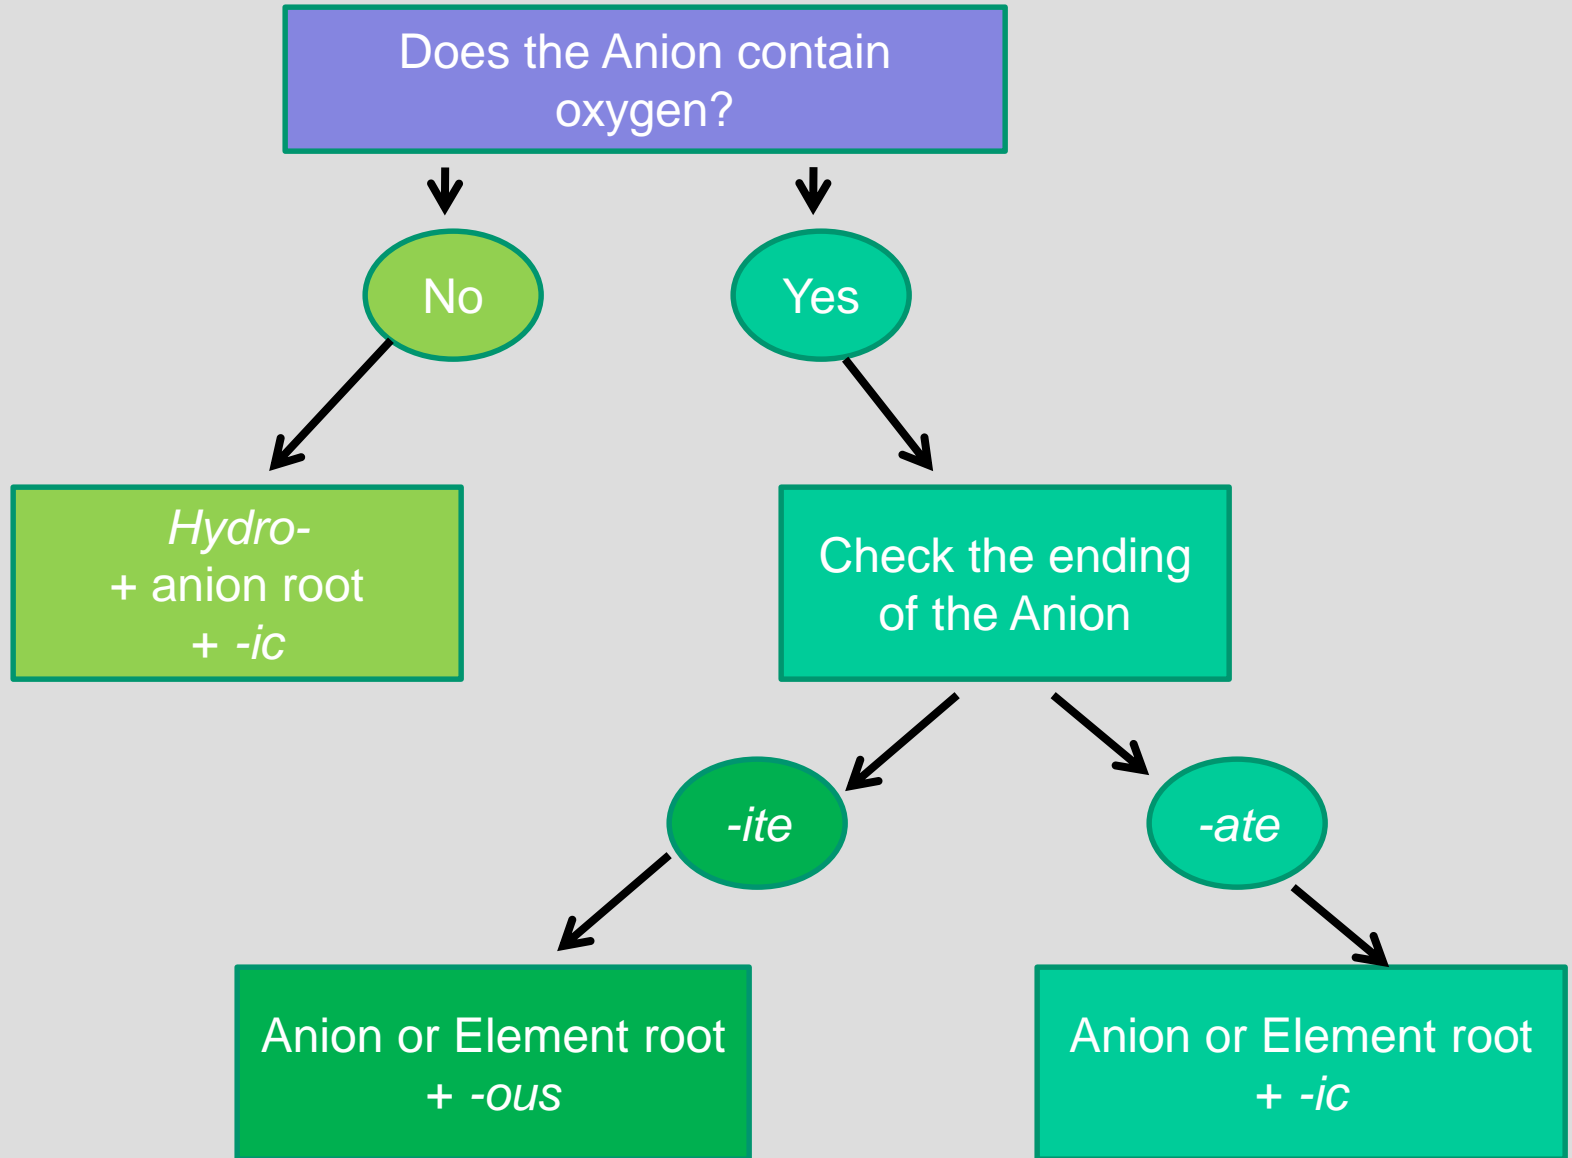 Does the Anion contain
oxygen?
No
Yes
Hydro-
+ anion root
+ -ic
Check the ending
of the Anion
-ite
-ate
Anion or Element root
+ -ous
Anion or Element root
+ -ic